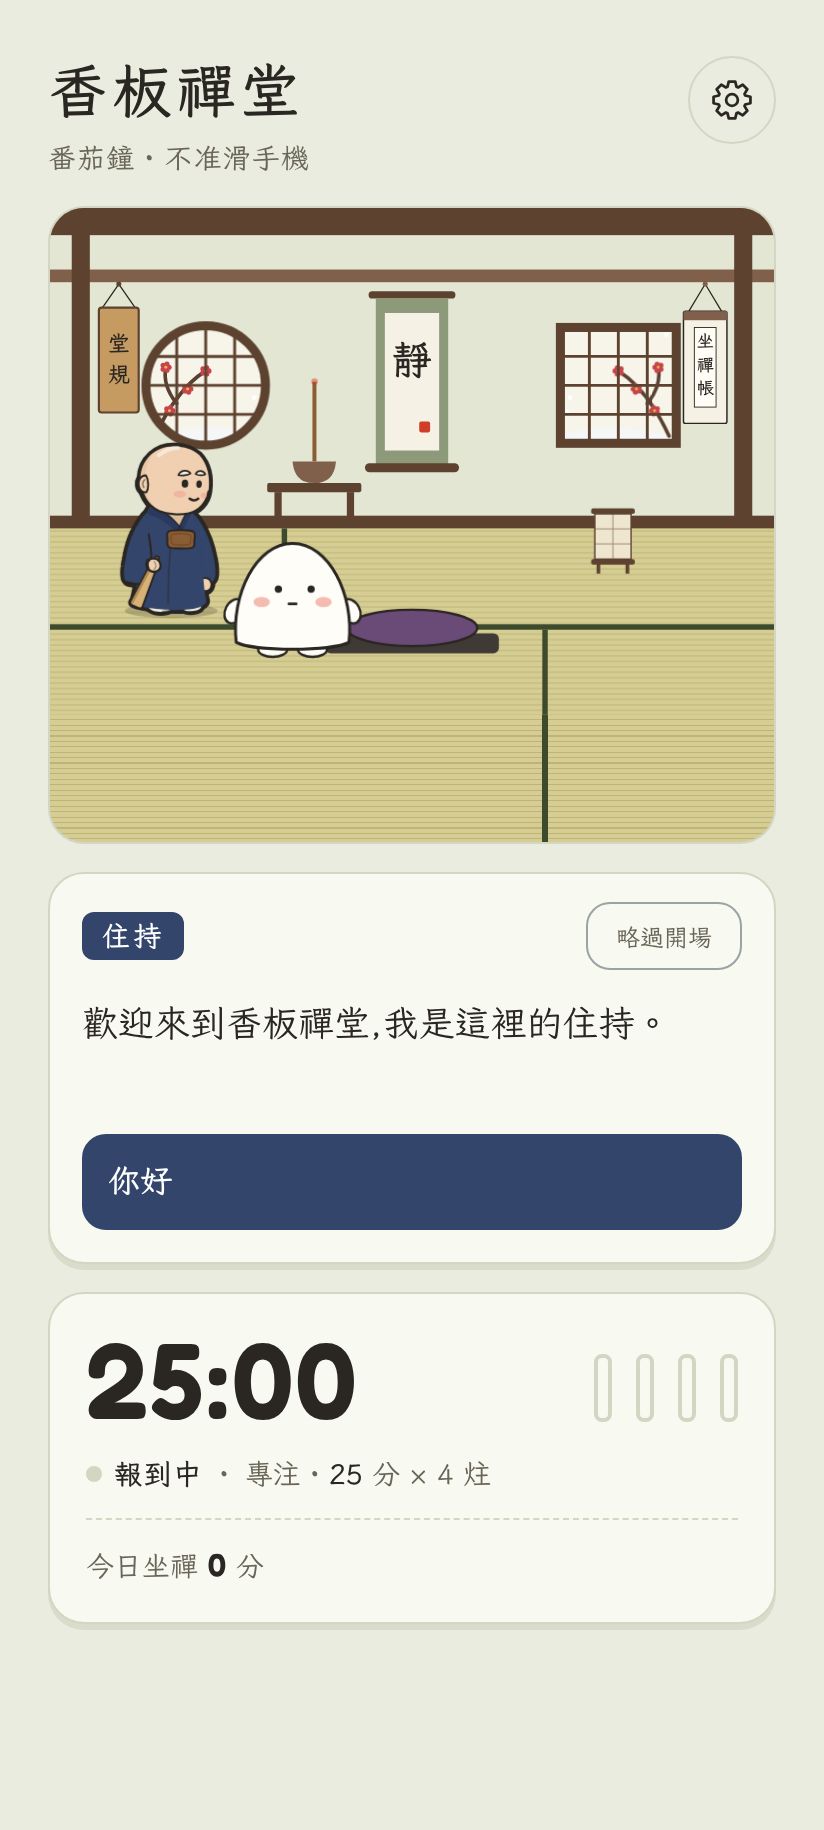 香板禪堂
番茄鐘・不准滑手機
堂規
靜
坐禪帳
住持
略過開場
歡迎來到香板禪堂,我是這裡的住持。
你好
25:00
報到中 ・ 專注・25 分 × 4 炷
今日坐禪 0 分